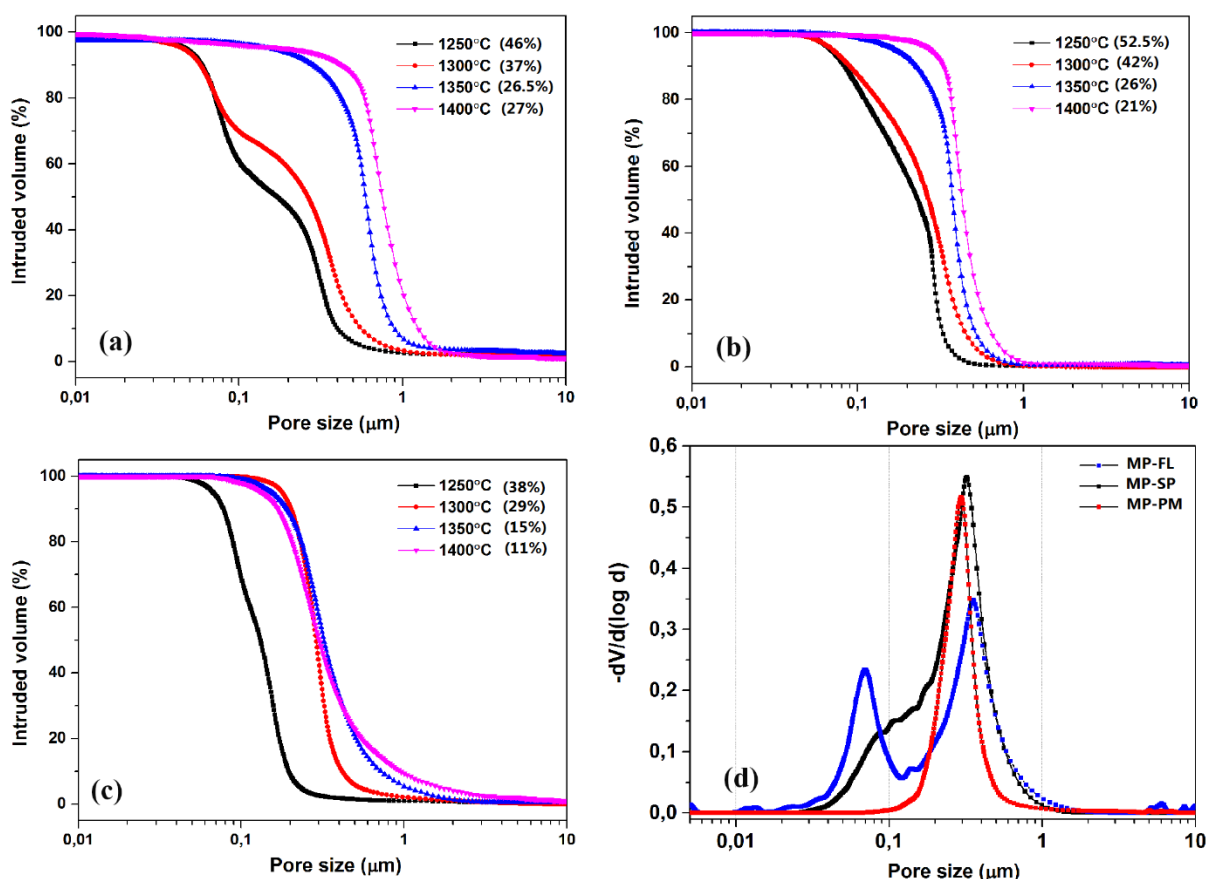 100
80
60
40
20
0
Intruded volume (%)
1250°C (46%)
1300°C (37%)
1350°C (26.5%)
1400°C (27%)
(a)
0,01 0,1 1 10
Pore size (μm)
100
80
60
40
20
0
Intruded volume (%)
1250°C (52.5%)
1300°C (42%)
1350°C (26%)
1400°C (21%)
(b)
0,01 0,1 1 10
Pore size (μm)
100
80
60
40
20
0
Intruded volume (%)
1250°C (38%)
1300°C (29%)
1350°C (15%)
1400°C (11%)
(c)
0,01 0,1 1 10
Pore size (μm)
0,6
0,5
0,4
0,3
0,2
0,1
0,0
-dV/d(log d)
MP-FL
MP-SP
MP-PM
(d)
0,01 0,1 1 10
Pore size (μm)